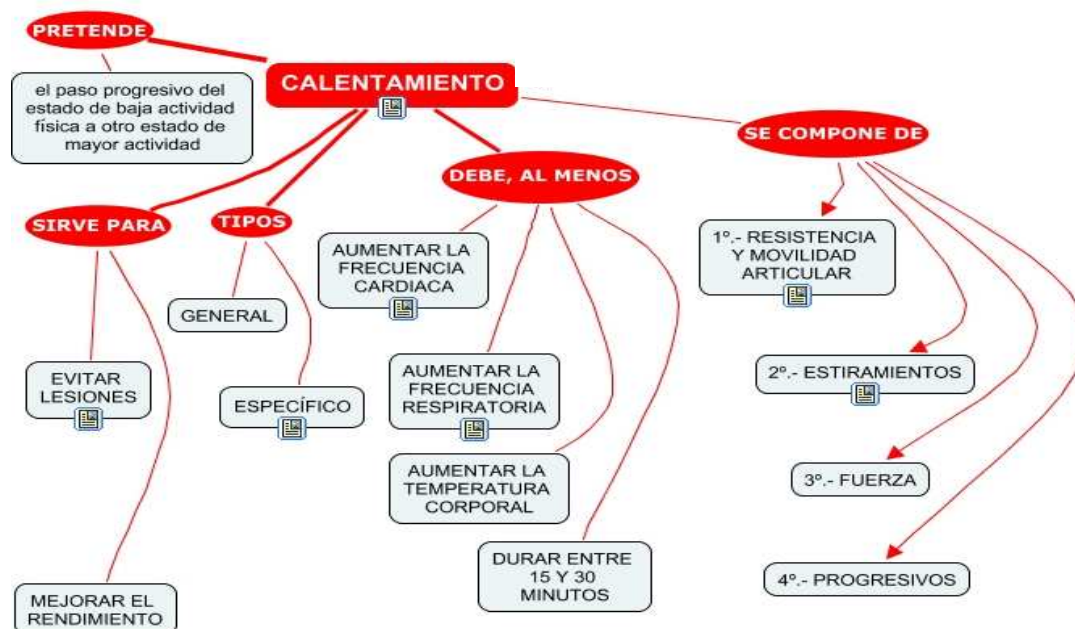 PRETENDE
el paso progresivo del
estado de baja actividad
física a otro estado de
mayor actividad
CALENTAMIENTO
SIRVE PARA
EVITAR
LESIONES
MEJORAR EL
RENDIMIENTO
TIPOS
GENERAL
ESPECÍFICO
DEBE, AL MENOS
AUMENTAR LA
FRECUENCIA
CARDIACA
AUMENTAR LA
FRECUENCIA
RESPIRATORIA
AUMENTAR LA
TEMPERATURA
CORPORAL
DURAR ENTRE
15 Y 30
MINUTOS
SE COMPONE DE
1º.- RESISTENCIA
Y MOVILIDAD
ARTICULAR
2º.- ESTIRAMIENTOS
3º.- FUERZA
4º.- PROGRESIVOS